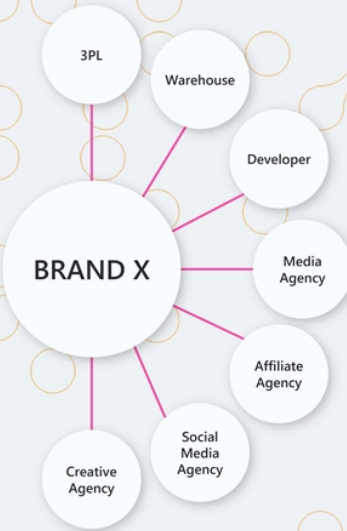 3PL
Warehouse
Developer
BRAND X
Media
Agency
Affiliate
Agency
Social
Media
Agency
Creative
Agency